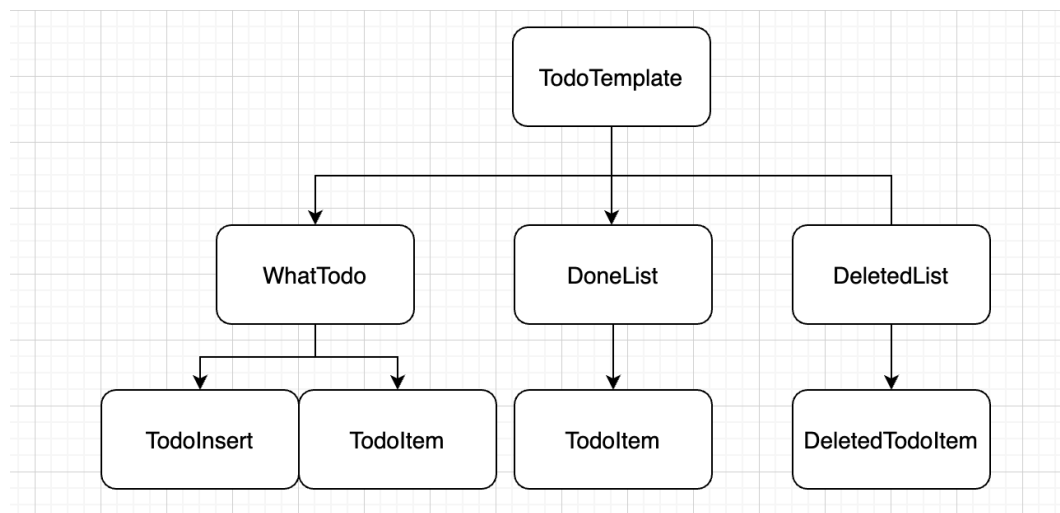 TodoTemplate
WhatTodo
DoneList
DeletedList
TodoInsert
TodoItem
TodoItem
DeletedTodoItem